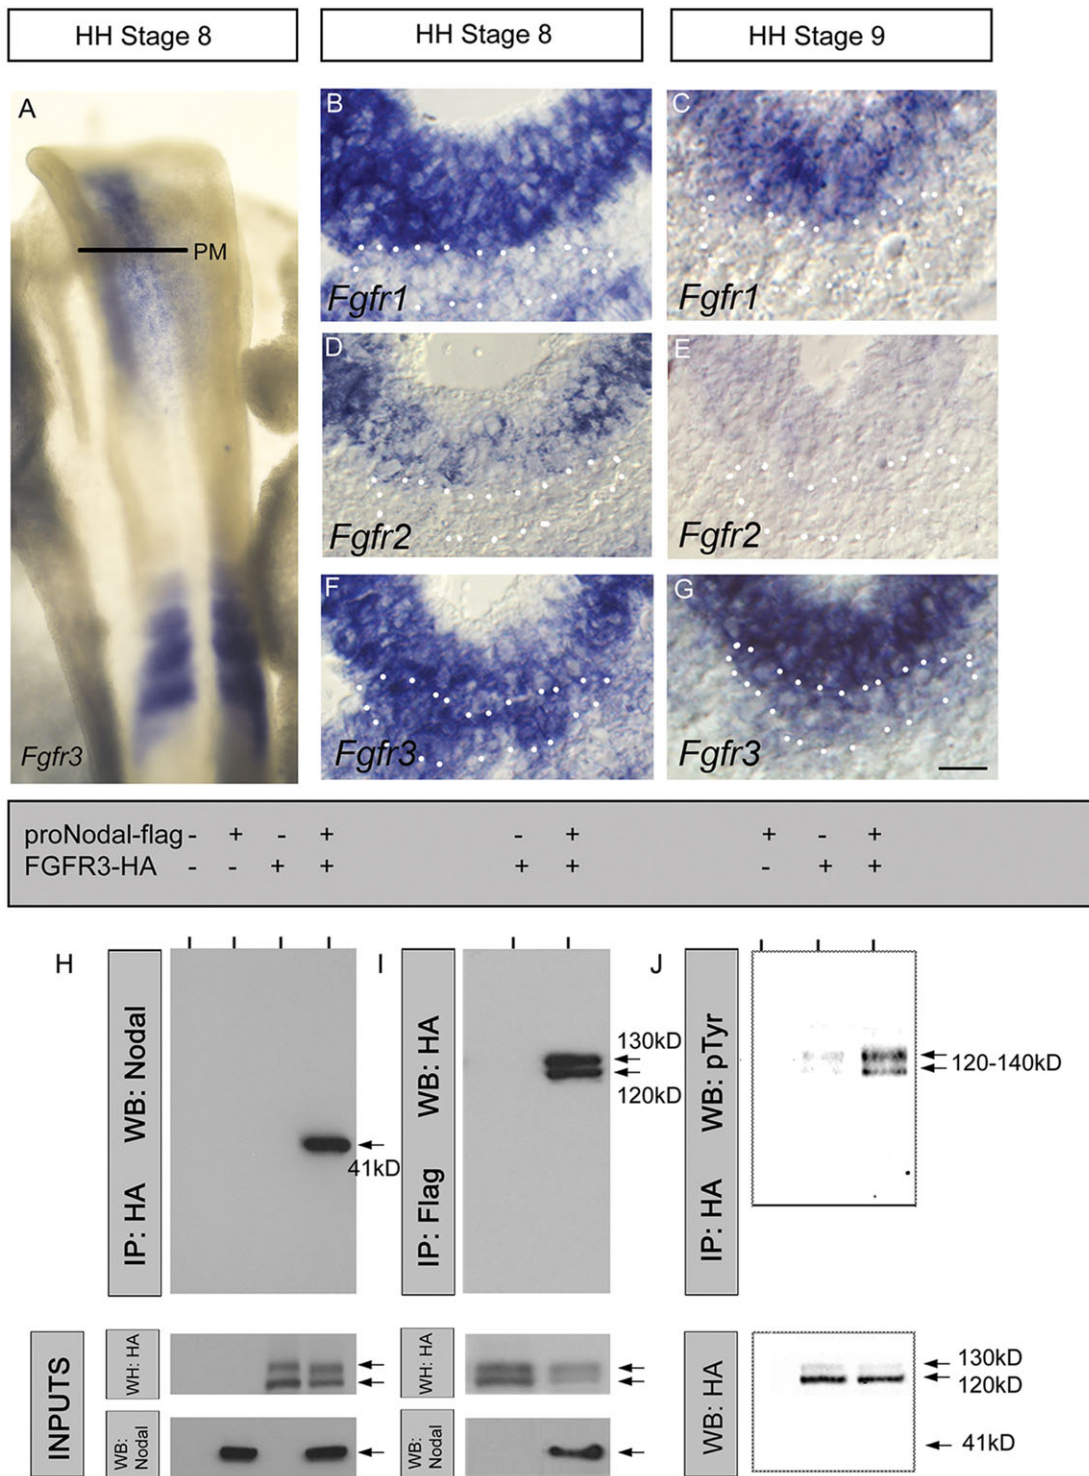 HH Stage 8
HH Stage 8
HH Stage 9
A
PM
Fgfr3
B
Fgfr1
C
Fgfr1
D
Fgfr2
E
Fgfr2
F
Fgfr3
G
Fgfr3
proNodal-flag - + - + - + + - +
FGFR3-HA - - + + + + - + +
H
IP: HA WB: Nodal
41kD
I
IP: Flag WB: HA
130kD
120kD
J
IP: HA WB: pTyr
120-140kD
INPUTS
WH: HA
WB: Nodal
WH: HA
WB: Nodal
WB: HA
130kD
120kD
41kD